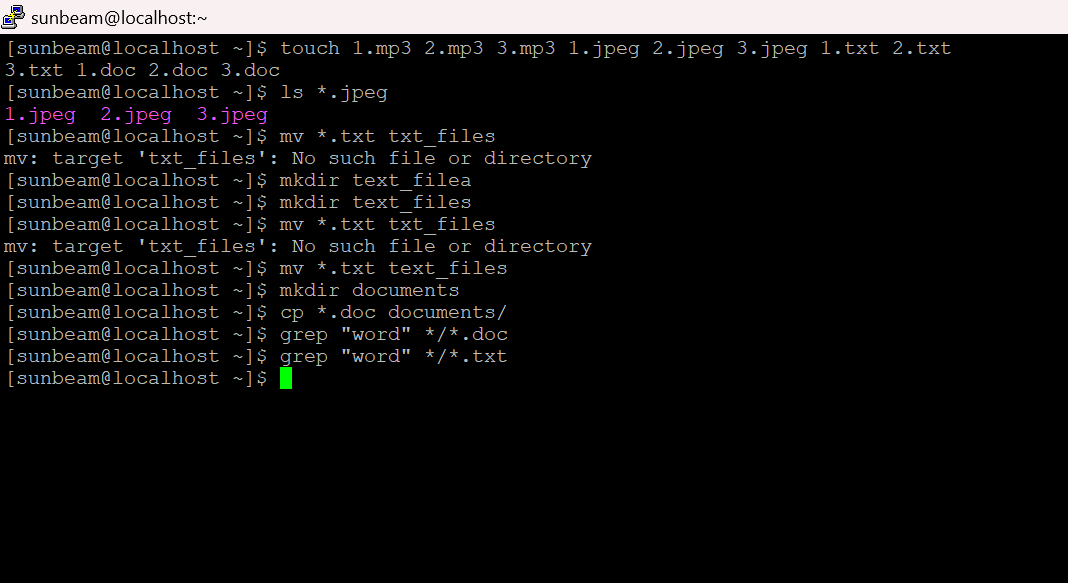 sunbeam@localhost:~
[sunbeam@localhost ~]$ touch 1.mp3 2.mp3 3.mp3 1.jpeg 2.jpeg 3.jpeg 1.txt 2.txt
3.txt 1.doc 2.doc 3.doc
[sunbeam@localhost ~]$ ls *.jpeg
1.jpeg  2.jpeg  3.jpeg
[sunbeam@localhost ~]$ mv *.txt txt_files
mv: target 'txt_files': No such file or directory
[sunbeam@localhost ~]$ mkdir text_filea
[sunbeam@localhost ~]$ mkdir text_files
[sunbeam@localhost ~]$ mv *.txt txt_files
mv: target 'txt_files': No such file or directory
[sunbeam@localhost ~]$ mv *.txt text_files
[sunbeam@localhost ~]$ mkdir documents
[sunbeam@localhost ~]$ cp *.doc documents/
[sunbeam@localhost ~]$ grep "word" */*.doc
[sunbeam@localhost ~]$ grep "word" */*.txt
[sunbeam@localhost ~]$